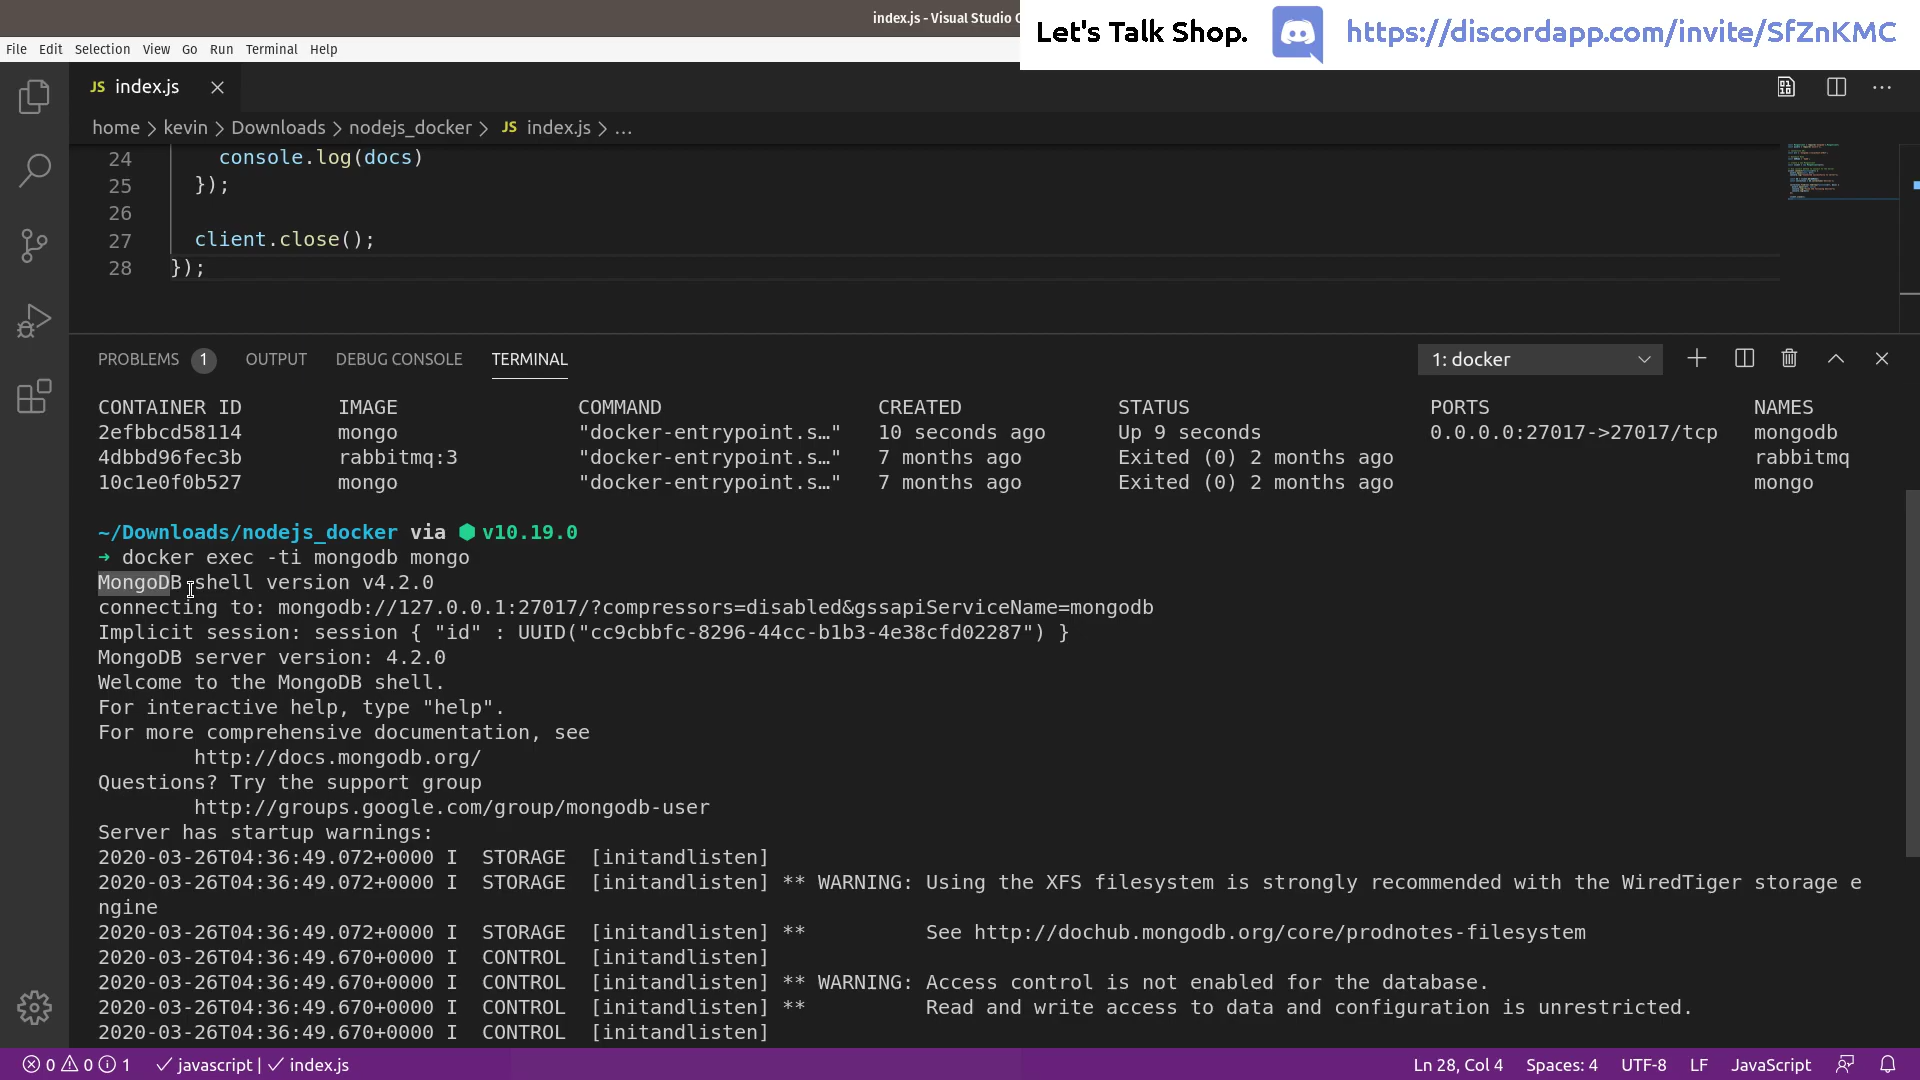 index.js - Visual Studio C
Let's Talk Shop.
https://discordapp.com/invite/SfZnKMC
File Edit Selection View Go Run Terminal Help
JS index.js
home > kevin > Downloads > nodejs_docker > JS index.js > ...
24 console.log(docs)
25 });
26
27 client.close();
28 });
PROBLEMS 1 OUTPUT DEBUG CONSOLE TERMINAL
1: docker
CONTAINER ID IMAGE COMMAND CREATED STATUS PORTS NAMES
2efbbcd58114 mongo "docker-entrypoint.s…" 10 seconds ago Up 9 seconds 0.0.0.0:27017->27017/tcp mongodb
4dbbd96fec3b rabbitmq:3 "docker-entrypoint.s…" 7 months ago Exited (0) 2 months ago rabbitmq
10c1e0f0b527 mongo "docker-entrypoint.s…" 7 months ago Exited (0) 2 months ago mongo
~/Downloads/nodejs_docker via ⬢ v10.19.0
➜ docker exec -ti mongodb mongo
MongoDB shell version v4.2.0
connecting to: mongodb://127.0.0.1:27017/?compressors=disabled&gssapiServiceName=mongodb
Implicit session: session { "id" : UUID("cc9cbbfc-8296-44cc-b1b3-4e38cfd02287") }
MongoDB server version: 4.2.0
Welcome to the MongoDB shell.
For interactive help, type "help".
For more comprehensive documentation, see
http://docs.mongodb.org/
Questions? Try the support group
http://groups.google.com/group/mongodb-user
Server has startup warnings:
2020-03-26T04:36:49.072+0000 I STORAGE [initandlisten]
2020-03-26T04:36:49.072+0000 I STORAGE [initandlisten] ** WARNING: Using the XFS filesystem is strongly recommended with the WiredTiger storage e
ngine
2020-03-26T04:36:49.072+0000 I STORAGE [initandlisten] ** See http://dochub.mongodb.org/core/prodnotes-filesystem
2020-03-26T04:36:49.670+0000 I CONTROL [initandlisten]
2020-03-26T04:36:49.670+0000 I CONTROL [initandlisten] ** WARNING: Access control is not enabled for the database.
2020-03-26T04:36:49.670+0000 I CONTROL [initandlisten] ** Read and write access to data and configuration is unrestricted.
2020-03-26T04:36:49.670+0000 I CONTROL [initandlisten]
0 0 1 javascript | index.js Ln 28, Col 4 Spaces: 4 UTF-8 LF JavaScript